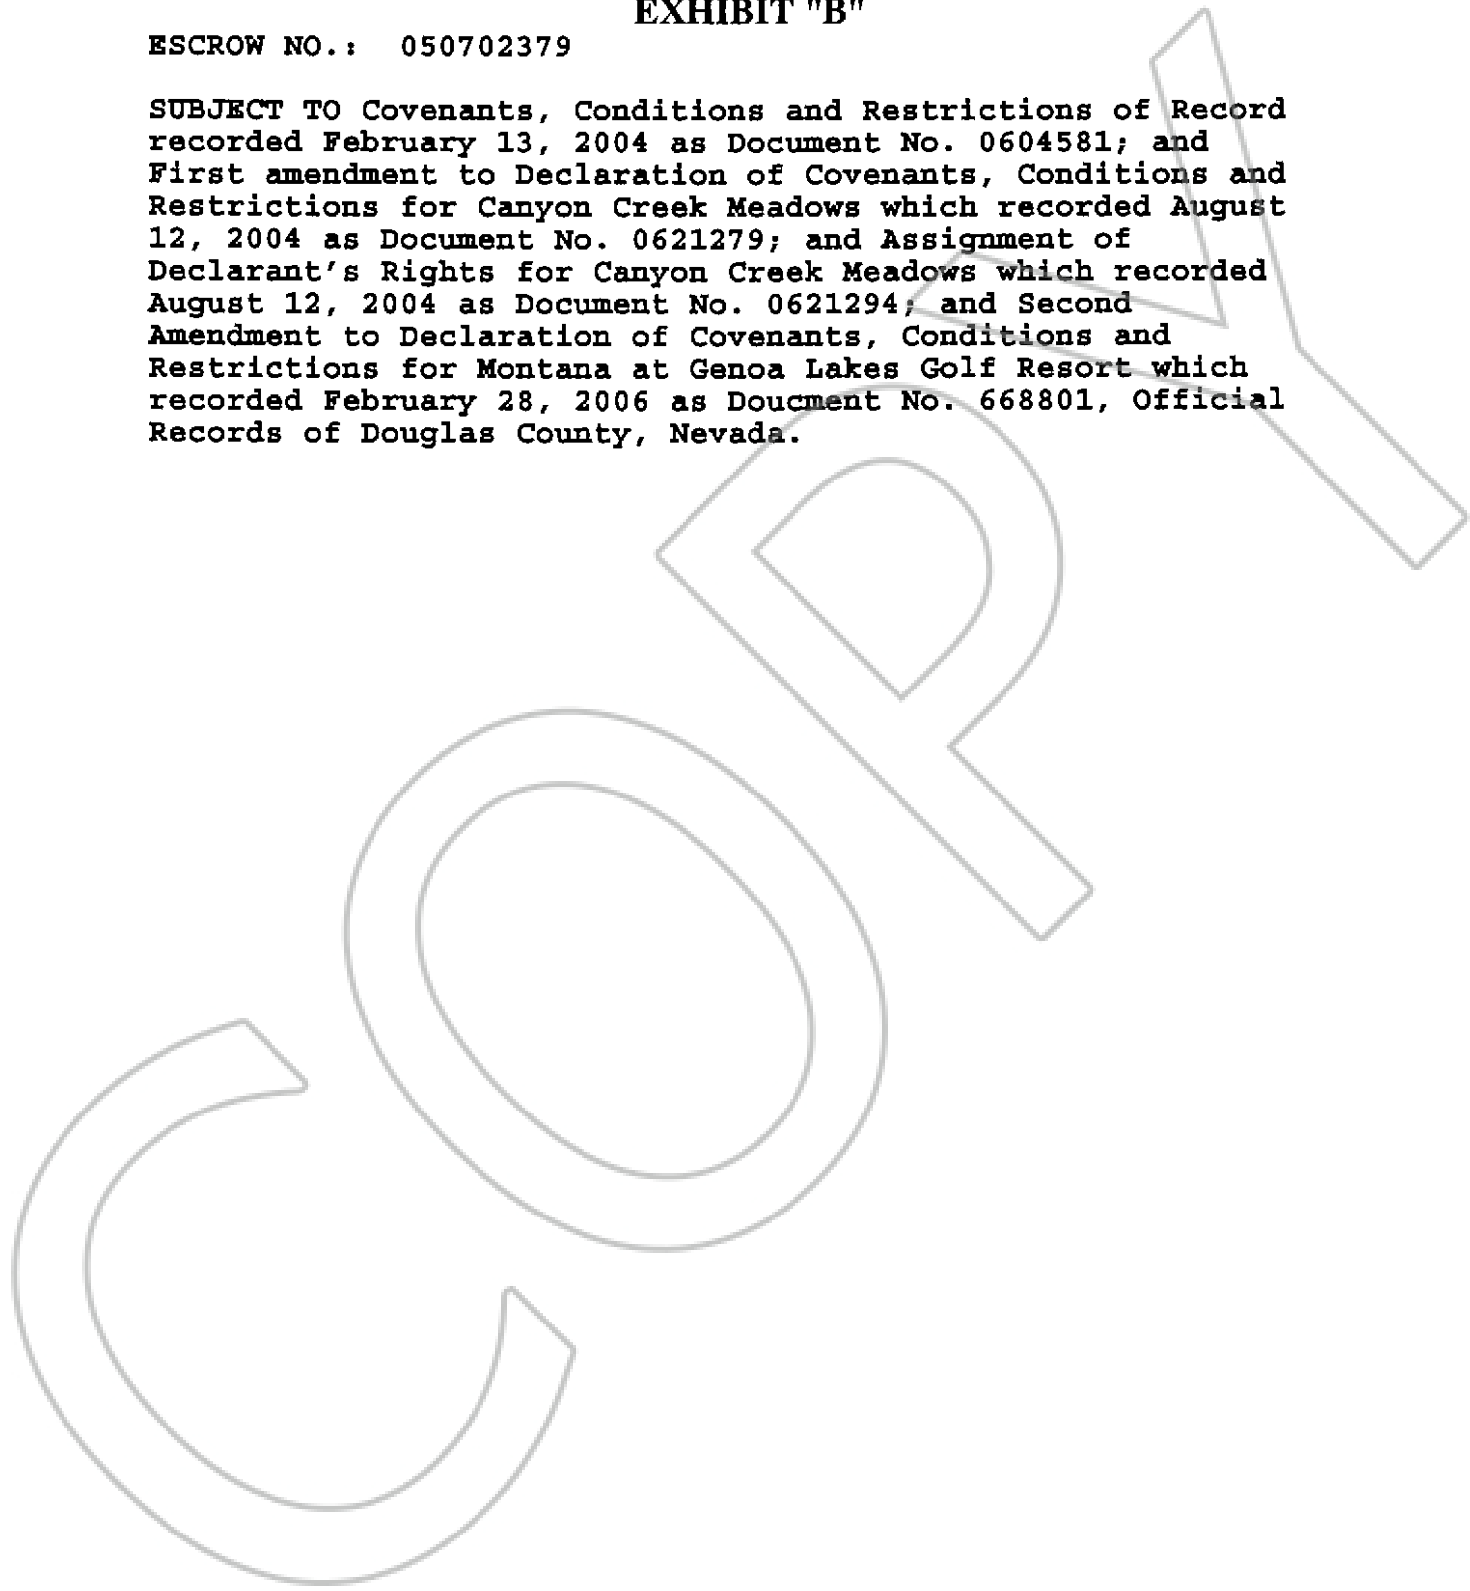 EXHIBIT "B"
ESCROW NO.: 050702379
SUBJECT TO Covenants, Conditions and Restrictions of Record
recorded February 13, 2004 as Document No. 0604581; and
First amendment to Declaration of Covenants, Conditions and
Restrictions for Canyon Creek Meadows which recorded August
12, 2004 as Document No. 0621279; and Assignment of
Declarant's Rights for Canyon Creek Meadows which recorded
August 12, 2004 as Document No. 0621294; and Second
Amendment to Declaration of Covenants, Conditions and
Restrictions for Montana at Genoa Lakes Golf Resort which
recorded February 28, 2006 as Doucment No. 668801, Official
Records of Douglas County, Nevada.
COPY